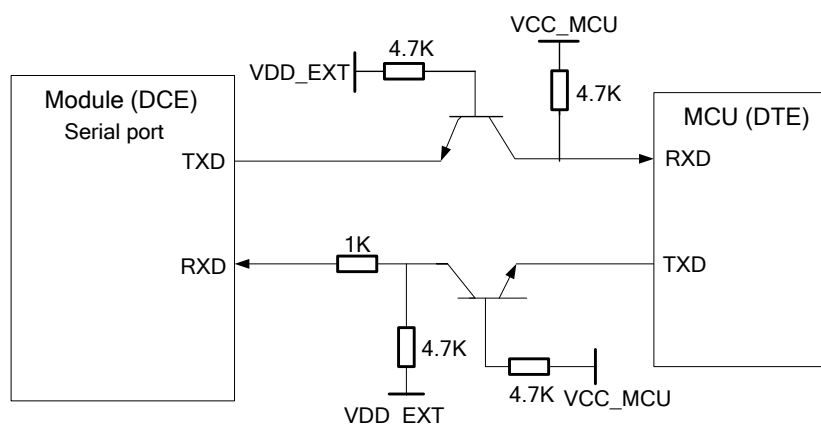 VCC_MCU
4.7K
VDD_EXT
4.7K
Module (DCE)
Serial port
MCU (DTE)
TXD
RXD
1K
RXD
TXD
4.7K
4.7K
VCC_MCU
VDD_EXT